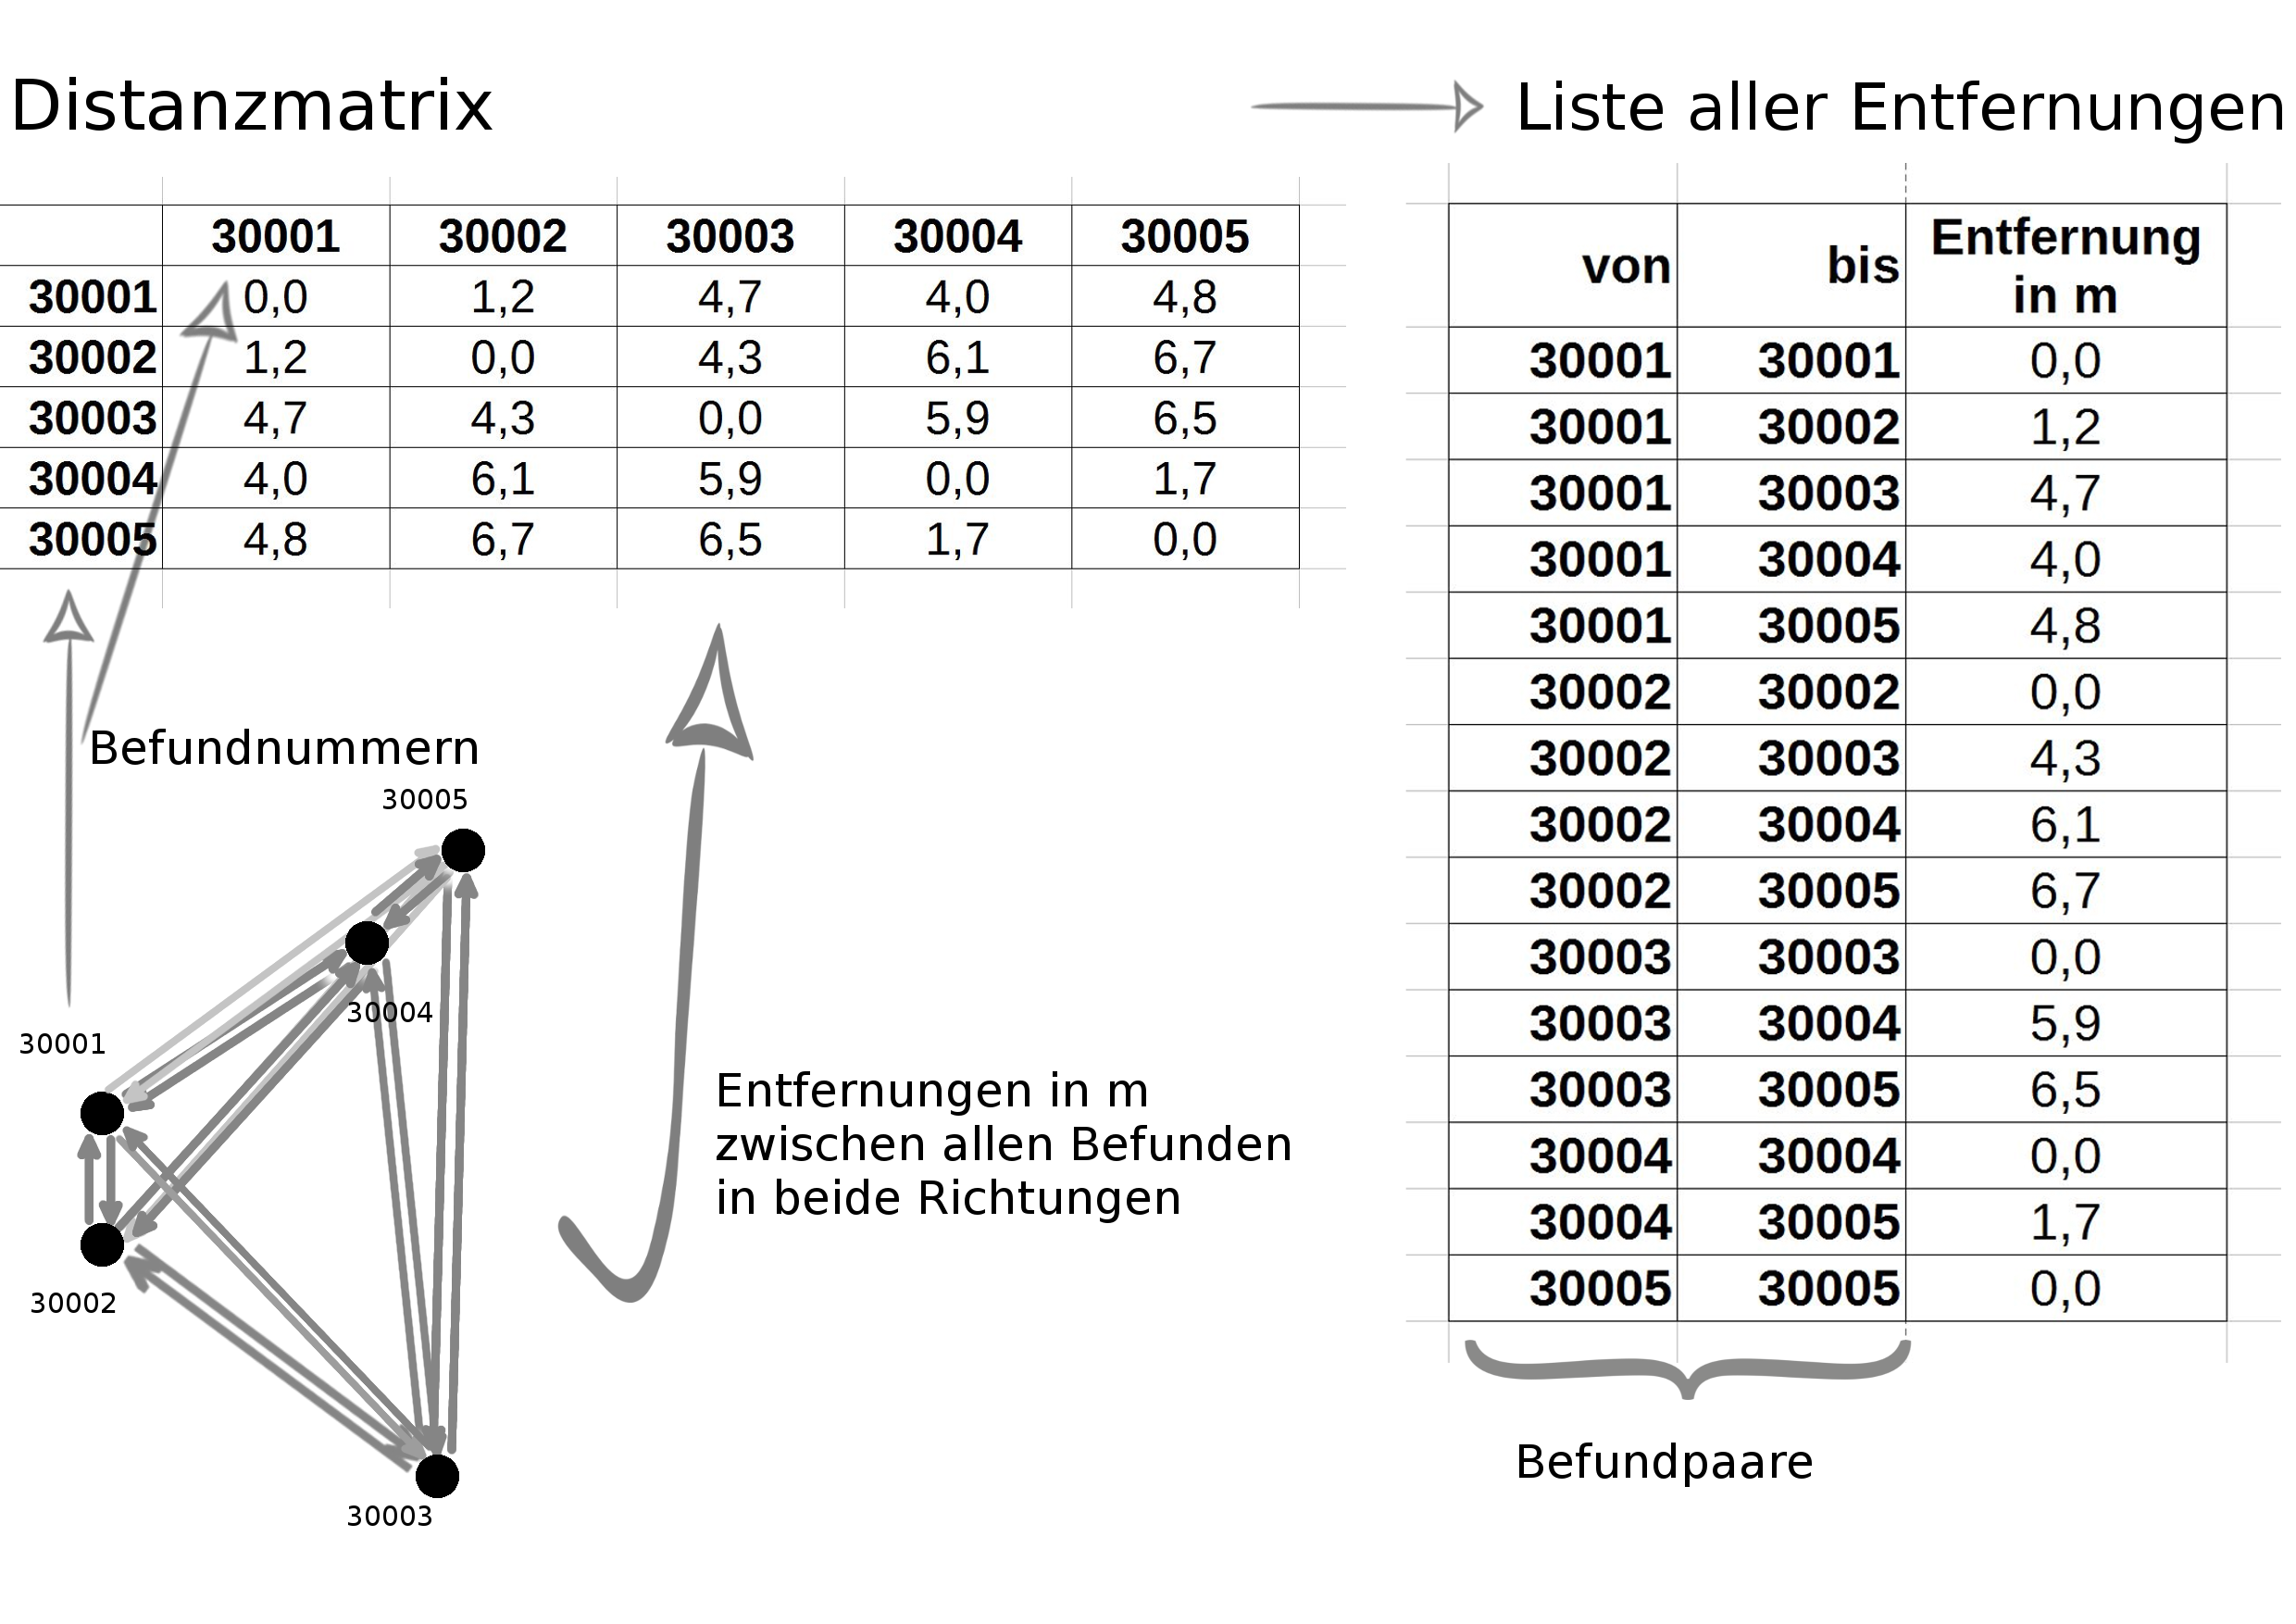 Distanzmatrix
Liste aller Entfernungen
30001 30002 30003 30004 30005
30001 0,0 1,2 4,7 4,0 4,8
30002 1,2 0,0 4,3 6,1 6,7
30003 4,7 4,3 0,0 5,9 6,5
30004 4,0 6,1 5,9 0,0 1,7
30005 4,8 6,7 6,5 1,7 0,0
Befundnummern
30005
30004
30001
30002
30003
Entfernungen in m
zwischen allen Befunden
in beide Richtungen
von bis Entfernung
in m
30001 30001 0,0
30001 30002 1,2
30001 30003 4,7
30001 30004 4,0
30001 30005 4,8
30002 30002 0,0
30002 30003 4,3
30002 30004 6,1
30002 30005 6,7
30003 30003 0,0
30003 30004 5,9
30003 30005 6,5
30004 30004 0,0
30004 30005 1,7
30005 30005 0,0
Befundpaare